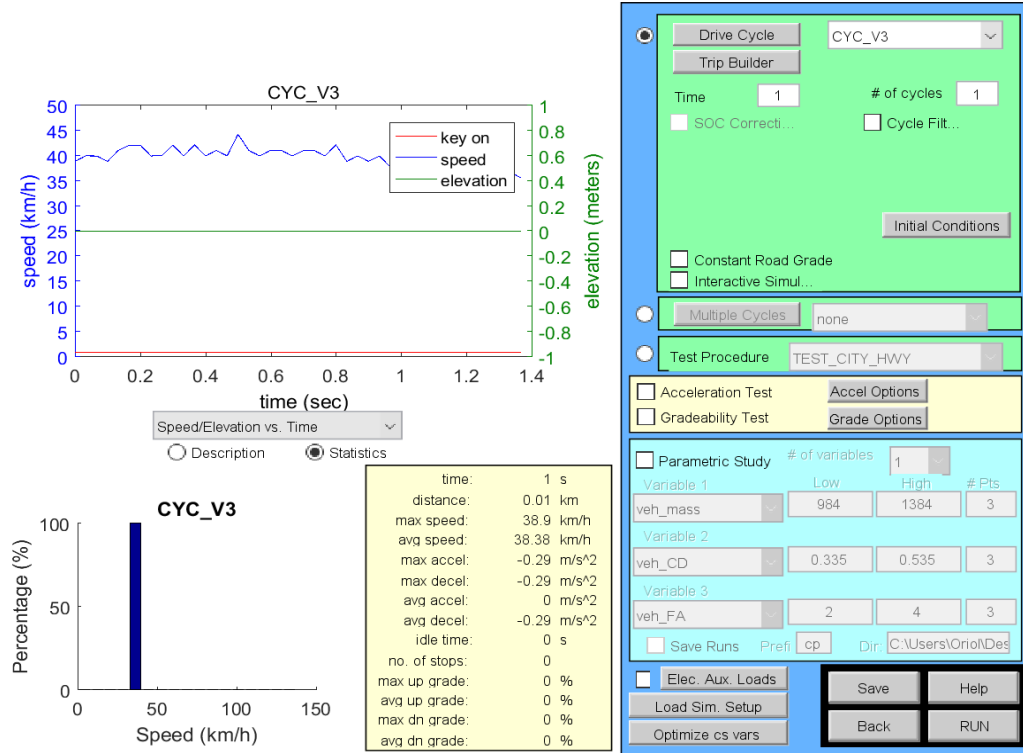 CYC_V3
50
45
40
35
30
25
20
15
10
5
0
speed (km/h)
1
0.8
0.6
0.4
0.2
0
-0.2
-0.4
-0.6
-0.8
-1
elevation (meters)
key on
speed
elevation
0 0.2 0.4 0.6 0.8 1 1.2 1.4
time (sec)
Speed/Elevation vs. Time
Description Statistics
CYC_V3
100
50
0
Percentage (%)
0 50 100 150
Speed (km/h)
time: 1 s
distance: 0.01 km
max speed: 38.9 km/h
avg speed: 38.38 km/h
max accel: -0.29 m/s^2
max decel: -0.29 m/s^2
avg accel: 0 m/s^2
avg decel: -0.29 m/s^2
idle time: 0 s
no. of stops: 0
max up grade: 0 %
avg up grade: 0 %
max dn grade: 0 %
avg dn grade: 0 %
Drive Cycle CYC_V3
Trip Builder
Time 1 # of cycles 1
SOC Correcti... Cycle Filt...
Initial Conditions
Constant Road Grade
Interactive Simul...
Multiple Cycles none
Test Procedure TEST_CITY_HWY
Acceleration Test Accel Options
Gradeability Test Grade Options
Parametric Study # of variables 1
Variable 1 Low High # Pts
veh_mass 984 1384 3
Variable 2
veh_CD 0.335 0.535 3
Variable 3
veh_FA 2 4 3
Save Runs Prefi cp Dir: C:\Users\Oriol\Des
Elec. Aux. Loads
Load Sim. Setup
Optimize cs vars
Save Help
Back RUN